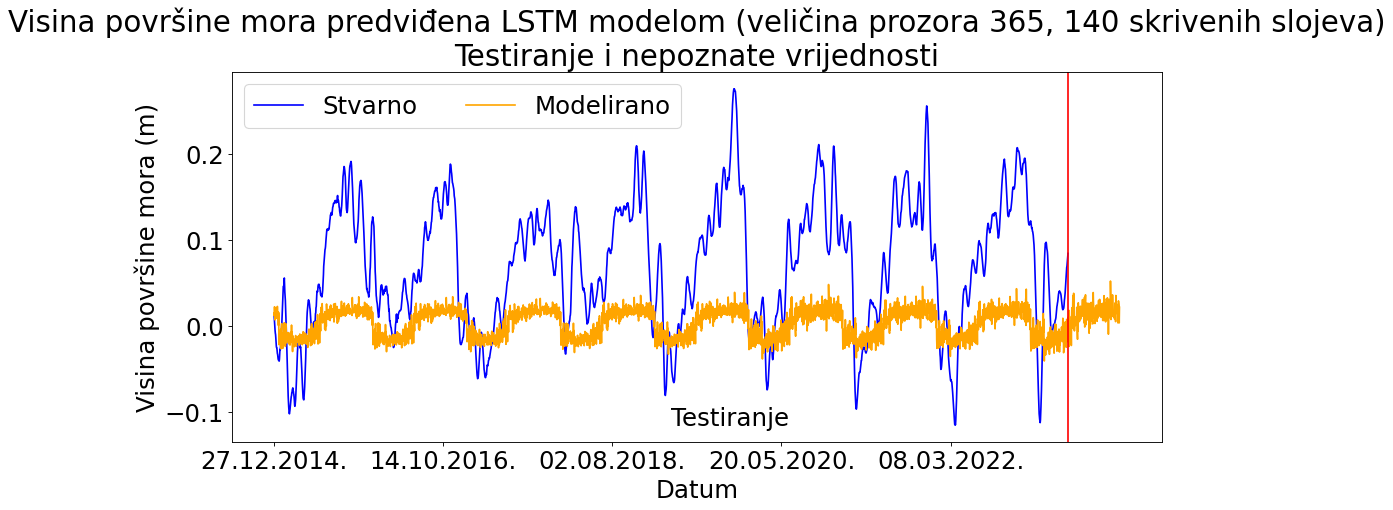 Visina površine mora predviđena LSTM modelom (veličina prozora 365, 140 skrivenih slojeva)
Testiranje i nepoznate vrijednosti
Stvarno Modelirano
Visina površine mora (m)
0.2
0.1
0.0
−0.1
Testiranje
27.12.2014. 14.10.2016. 02.08.2018. 20.05.2020. 08.03.2022.
Datum